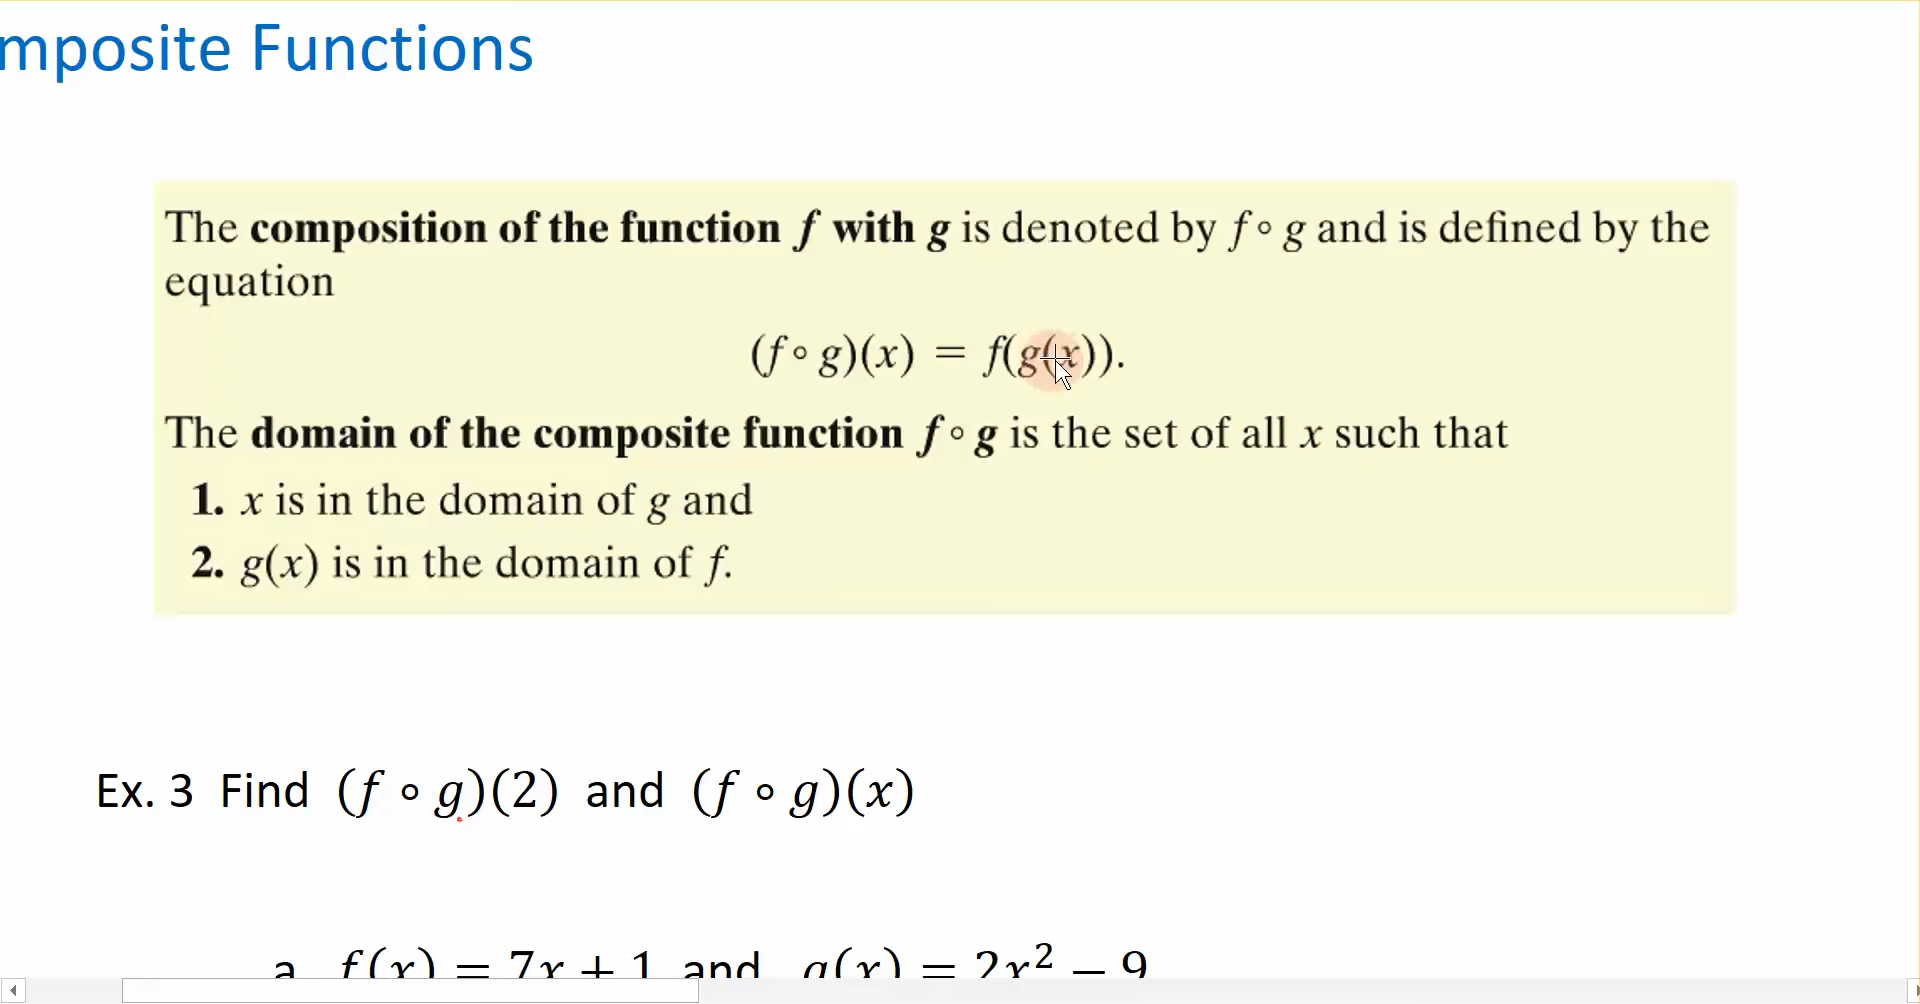 mposite Functions
The composition of the function f with g is denoted by f ∘ g and is defined by the
equation
(f ∘ g)(x) = f(g(x)).
The domain of the composite function f ∘ g is the set of all x such that
1. x is in the domain of g and
2. g(x) is in the domain of f.
Ex. 3 Find (f ∘ g)(2) and (f ∘ g)(x)
a f(x) = 7x + 1 and g(x) = 2x² − 9